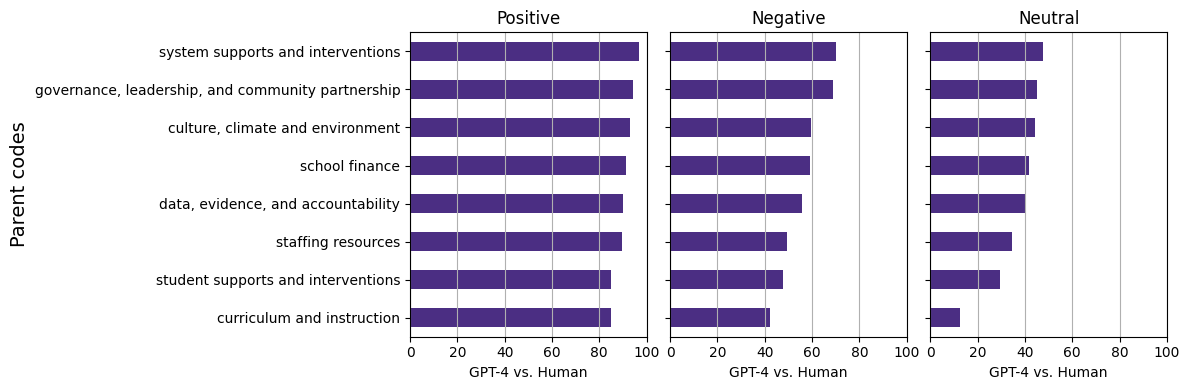 Positive
Negative
Neutral
Parent codes
system supports and interventions
governance, leadership, and community partnership
culture, climate and environment
school finance
data, evidence, and accountability
staffing resources
student supports and interventions
curriculum and instruction
0 20 40 60 80 100
0 20 40 60 80 100
0 20 40 60 80 100
GPT-4 vs. Human
GPT-4 vs. Human
GPT-4 vs. Human